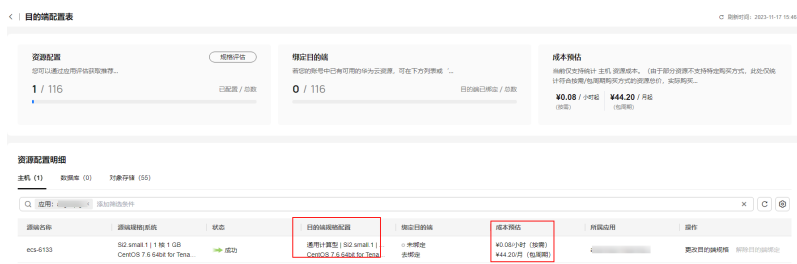 目的端配置表
刷新时间：2023-11-17 15:46
资源配置
规格评估
您可以通过应用评估获取推荐...
1 / 116
已配置 / 总数
绑定目的端
若您的账号中已有可用的华为云资源，可在下方列表或 '...
0 / 116
目的端已绑定 / 总数
成本预估
当前仅支持统计 主机 资源成本。（由于部分资源不支持特定购买方式，此处仅统
计符合按需/包周期购买方式的资源总价，实际购买...
¥0.08 / 小时起
¥44.20 / 月起
(按需)
(包周期)
资源配置明细
主机（1）
数据库（0）
对象存储（55）
应用：
添加筛选条件
源端名称
源端规格|系统
状态
目的端规格配置
绑定目的端
成本预估
所属应用
操作
ecs-6133
Si2.small.1 | 1 核 1 GB
CentOS 7.6 64bit for Tena...
成功
通用计算型 | Si2.small.1 | ...
CentOS 7.6 64bit for Tena...
未绑定
去绑定
¥0.08/小时（按需）
¥44.20/月（包周期）
更改目的端规格
解除目的端绑定